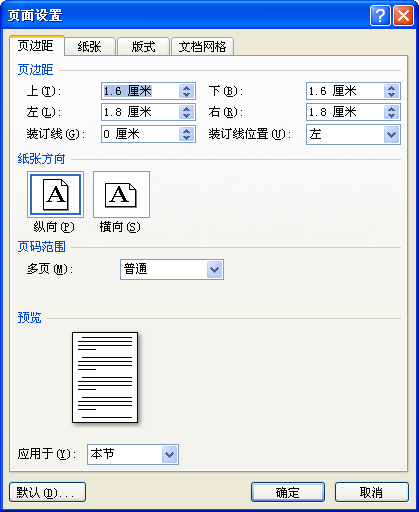 页面设置
页边距 纸张 版式 文档网格
页边距
上(T): 1.6 厘米 下(B): 1.6 厘米
左(L): 1.8 厘米 右(R): 1.8 厘米
装订线(G): 0 厘米 装订线位置(U): 左
纸张方向
A A
纵向(P) 横向(S)
页码范围
多页(M): 普通
预览
应用于(Y): 本节
默认(D)... 确定 取消